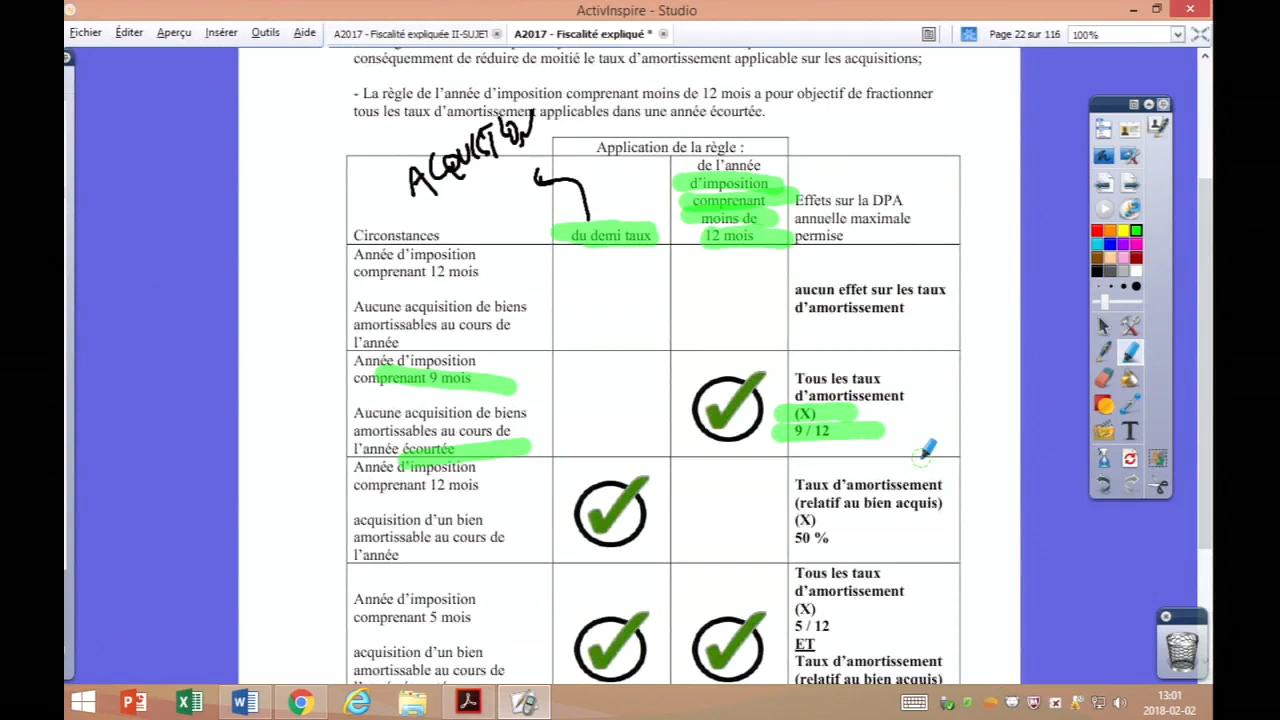 ActivInspire - Studio
Fichier Éditer Aperçu Insérer Outils Aide
A2017 - Fiscalité expliquée II-SUJET
A2017 - Fiscalité expliqué *
Page 22 sur 116
100%
conséquemment de réduire de moitié le taux d'amortissement applicable sur les acquisitions;
- La règle de l'année d'imposition comprenant moins de 12 mois a pour objectif de fractionner
tous les taux d'amortissement applicables dans une année écourtée.
ACQUISITION
Application de la règle :
Circonstances
du demi taux
de l'année
d'imposition
comprenant
moins de
12 mois
Effets sur la DPA
annuelle maximale
permise
Année d'imposition
comprenant 12 mois
Aucune acquisition de biens
amortissables au cours de
l'année
aucun effet sur les taux
d'amortissement
Année d'imposition
comprenant 9 mois
Aucune acquisition de biens
amortissables au cours de
l'année écourtée
Tous les taux
d'amortissement
(X)
9 / 12
Année d'imposition
comprenant 12 mois
acquisition d'un bien
amortissable au cours de
l'année
Taux d'amortissement
(relatif au bien acquis)
(X)
50 %
Année d'imposition
comprenant 5 mois
acquisition d'un bien
amortissable au cours de
Tous les taux
d'amortissement
(X)
5 / 12
ET
Taux d'amortissement
(relatif au bien acquis)
13:01
2018-02-02